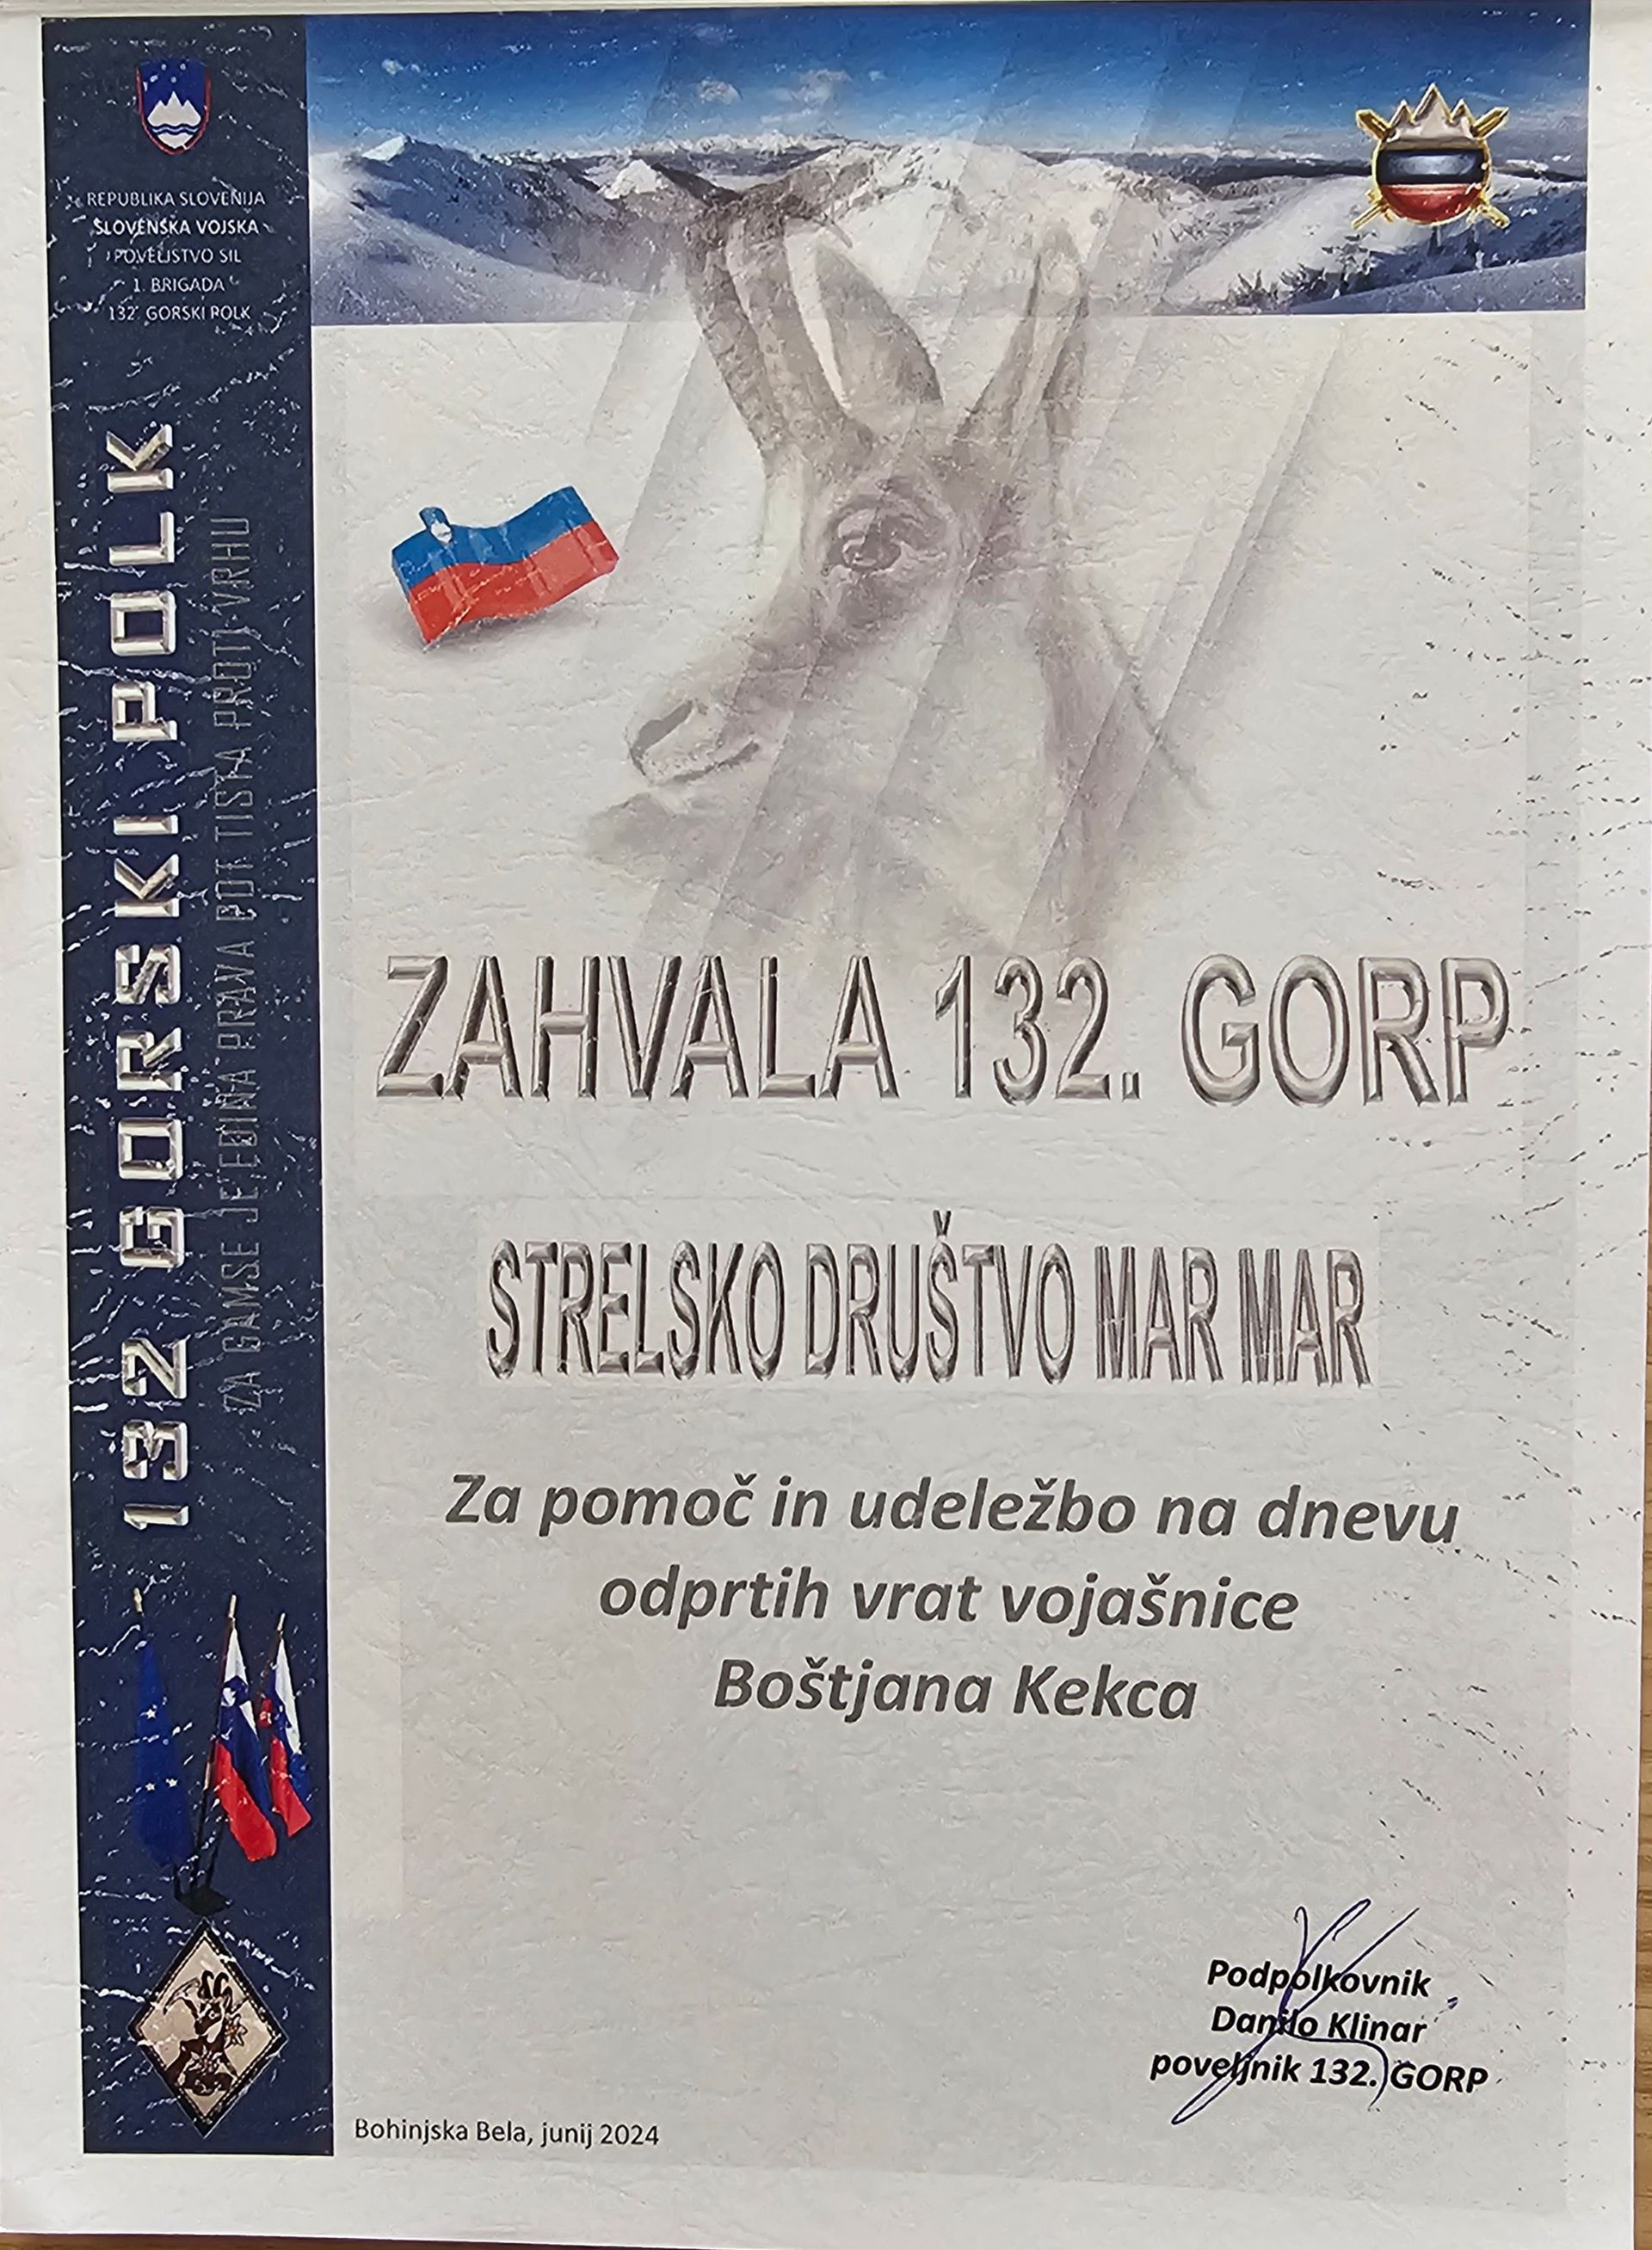 REPUBLIKA SLOVENIJA
SLOVENSKA VOJSKA
POVELJSTVO SIL
1. BRIGADA
132. GORSKI POLK
132 GORSKI POLK
ZA GAMSE JE EDINA PRAVA POT TISTA PROTI VRHU
ZAHVALA 132. GORP
STRELSKO DRUŠTVO MAR MAR
Za pomoč in udeležbo na dnevu
odprtih vrat vojašnice
Boštjana Kekca
Podpolkovnik
Danilo Klinar
poveljnik 132. GORP
Bohinjska Bela, junij 2024